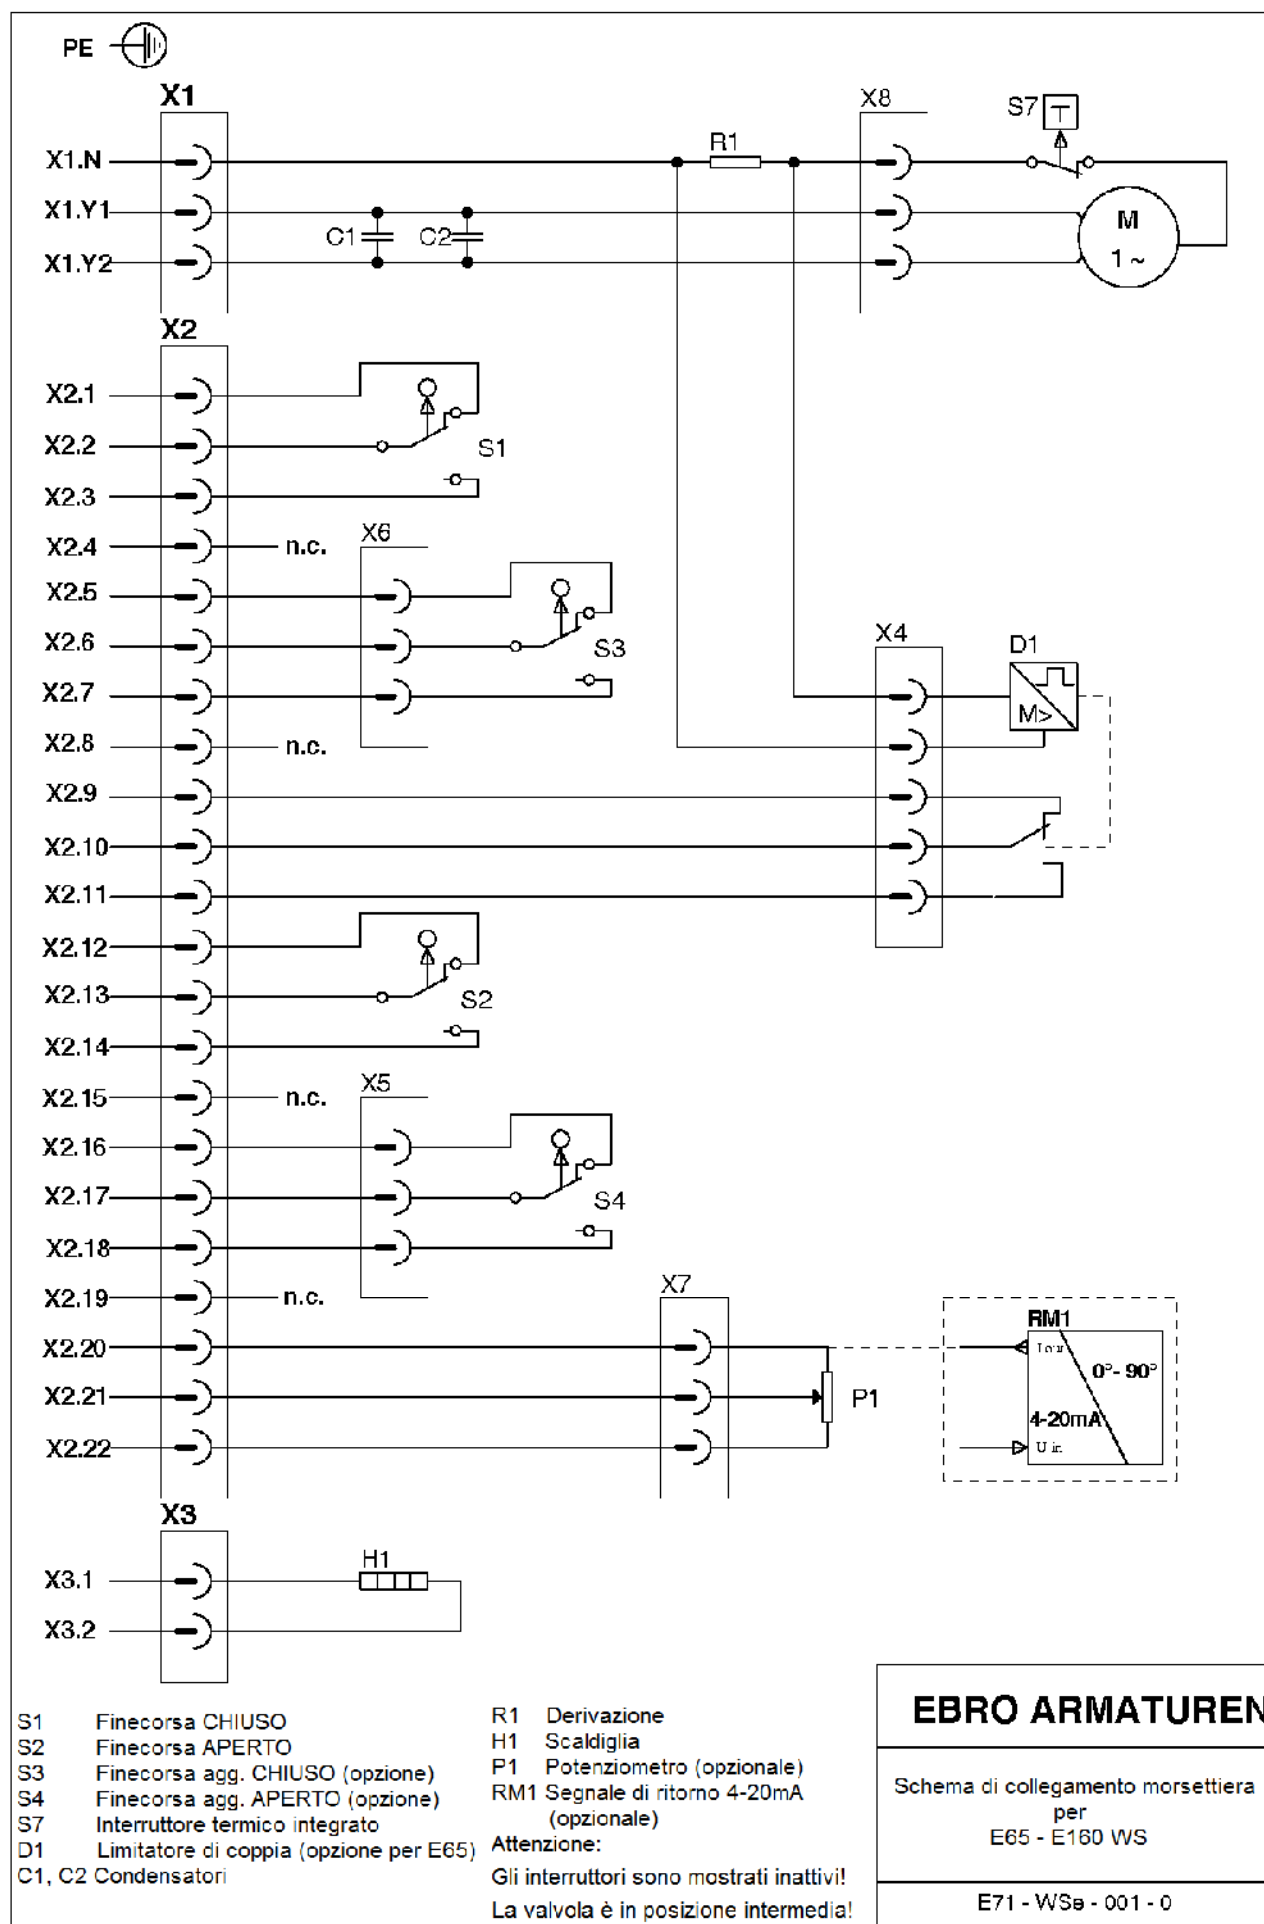 PE
X1
X8
S7
R1
X1.N
X1.Y1
C1
C2
M
1 ~
X1.Y2
X2
X2.1
X2.2
S1
X2.3
X2.4
n.c.
X6
X2.5
X2.6
S3
X4
D1
X2.7
M>
X2.8
n.c.
X2.9
X2.10
X2.11
X2.12
X2.13
S2
X2.14
X2.15
n.c.
X5
X2.16
X2.17
S4
X2.18
X2.19
n.c.
X7
RM1
X2.20
I out
0°- 90°
X2.21
P1
4-20mA
X2.22
U in
X3
H1
X3.1
X3.2
S1 Finecorsa CHIUSO
S2 Finecorsa APERTO
S3 Finecorsa agg. CHIUSO (opzione)
S4 Finecorsa agg. APERTO (opzione)
S7 Interruttore termico integrato
D1 Limitatore di coppia (opzione per E65)
C1, C2 Condensatori
R1 Derivazione
H1 Scaldiglia
P1 Potenziometro (opzionale)
RM1 Segnale di ritorno 4-20mA
(opzionale)
Attenzione:
Gli interruttori sono mostrati inattivi!
La valvola è in posizione intermedia!
EBRO ARMATUREN
Schema di collegamento morsettiera
per
E65 - E160 WS
E71 - WSe - 001 - 0